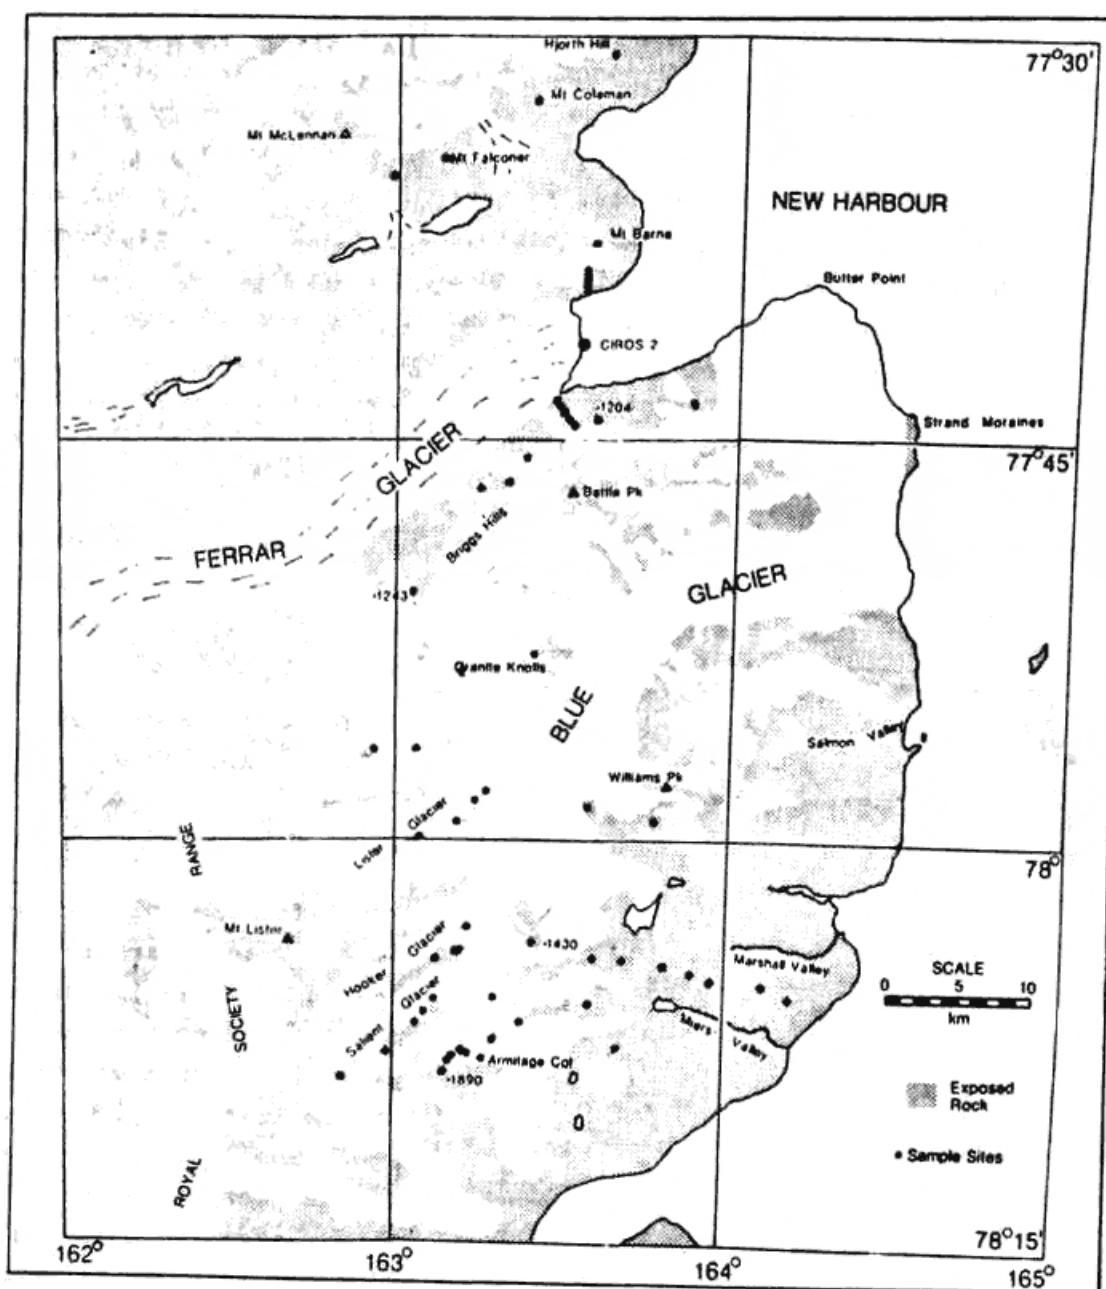 Hjorth Hill
77°30'
Mt Coleman
Mt McLennan
Mt Falconer
NEW HARBOUR
Mt Barne
Butter Point
CIROS 2
-1204
Strand Moraines
GLACIER
77°45'
Battle Pk
Briggs Hills
FERRAR
GLACIER
-1243
Granite Knolls
BLUE
Salmon Valley
Williams Pk
Glacier
Lister
RANGE
78°
Mt Lister
Glacier
-1430
Hooker
Marshall Valley
SCALE
0 5 10
km
Glacier
SOCIETY
Salient
Miers Valley
Armitage Col
-1890
Exposed
Rock
Sample Sites
ROYAL
78°15'
162° 163° 164° 165°